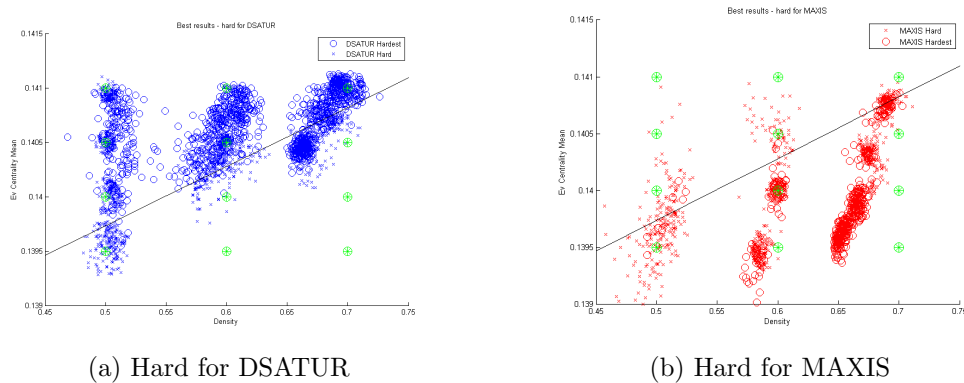 Best results - hard for DSATUR
0.1415
0.141
0.1405
0.14
0.1395
0.139
Ev Centrality Mean
DSATUR Hardest
DSATUR Hard
0.45 0.5 0.55 0.6 0.65 0.7 0.75
Density
(a) Hard for DSATUR
Best results - hard for MAXIS
0.1415
0.141
0.1405
0.14
0.1395
0.139
Ev Centrality Mean
MAXIS Hard
MAXIS Hardest
0.45 0.5 0.55 0.6 0.65 0.7 0.75
Density
(b) Hard for MAXIS